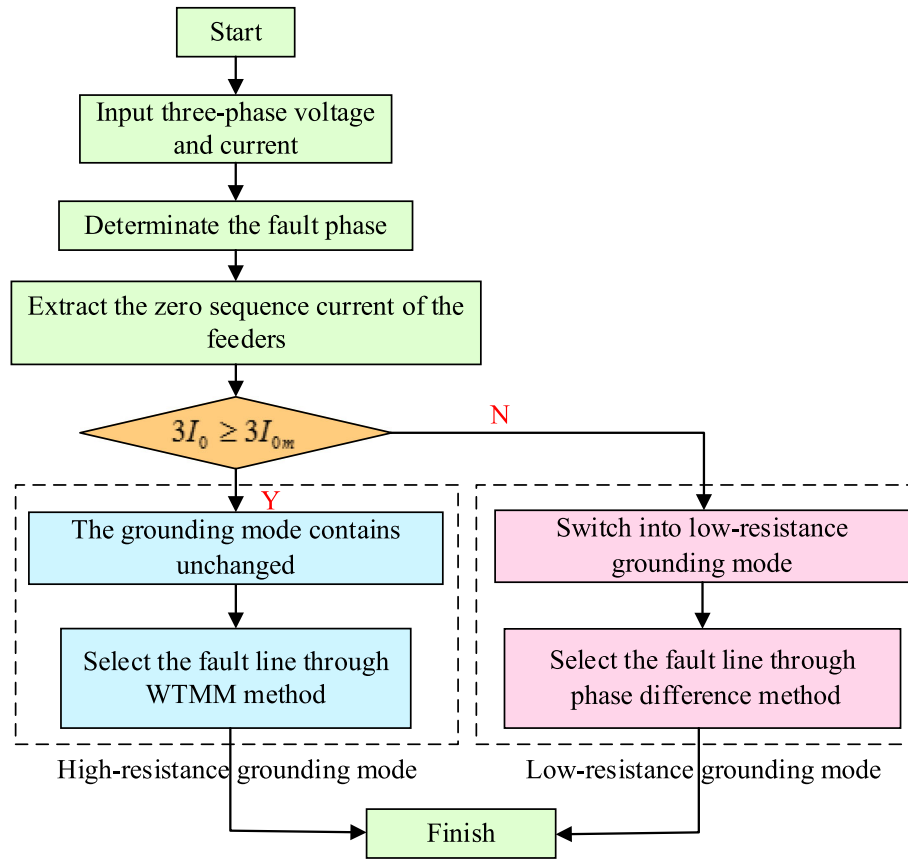 Start
Input three-phase voltage
and current
Determinate the fault phase
Extract the zero sequence current of the
feeders
3I₀ ≥ 3I₀ₘ
N
Y
The grounding mode contains
unchanged
Select the fault line through
WTMM method
High-resistance grounding mode
Switch into low-resistance
grounding mode
Select the fault line through
phase difference method
Low-resistance grounding mode
Finish